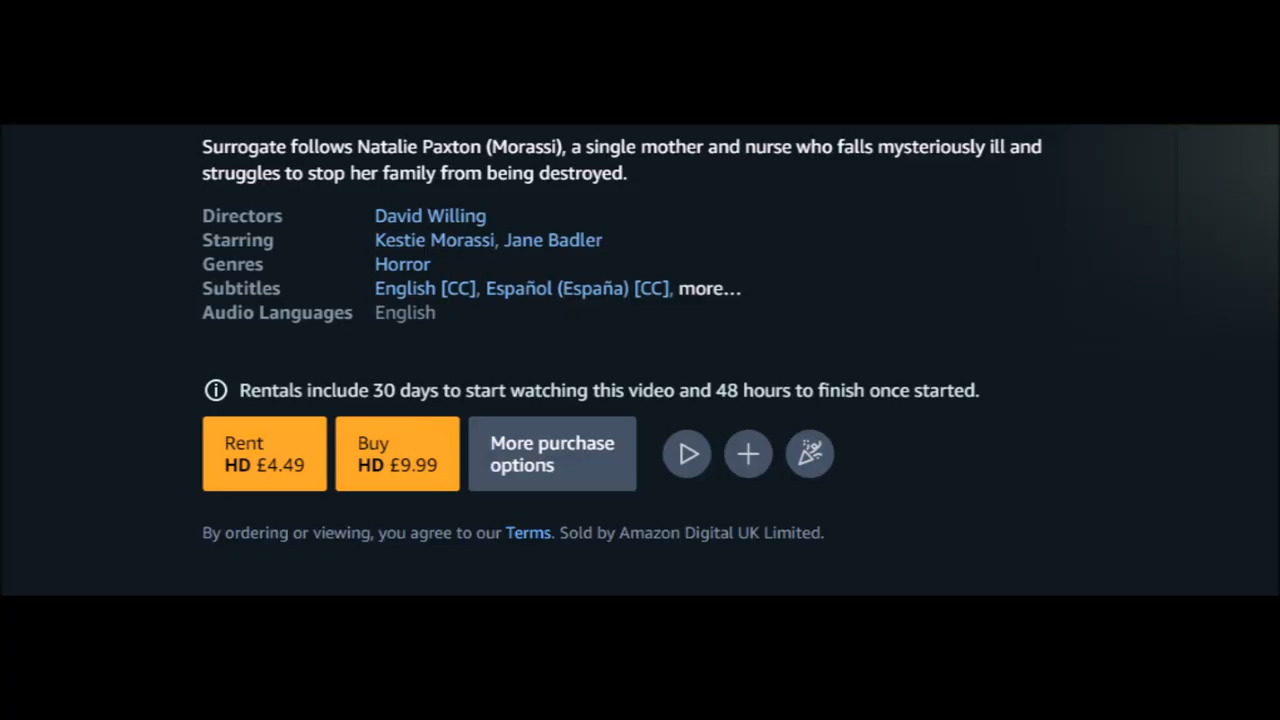 Surrogate follows Natalie Paxton (Morassi), a single mother and nurse who falls mysteriously ill and
struggles to stop her family from being destroyed.
Directors David Willing
Starring Kestie Morassi, Jane Badler
Genres Horror
Subtitles English [CC], Español (España) [CC], more...
Audio Languages English
Rentals include 30 days to start watching this video and 48 hours to finish once started.
Rent
HD £4.49
Buy
HD £9.99
More purchase
options
By ordering or viewing, you agree to our Terms. Sold by Amazon Digital UK Limited.